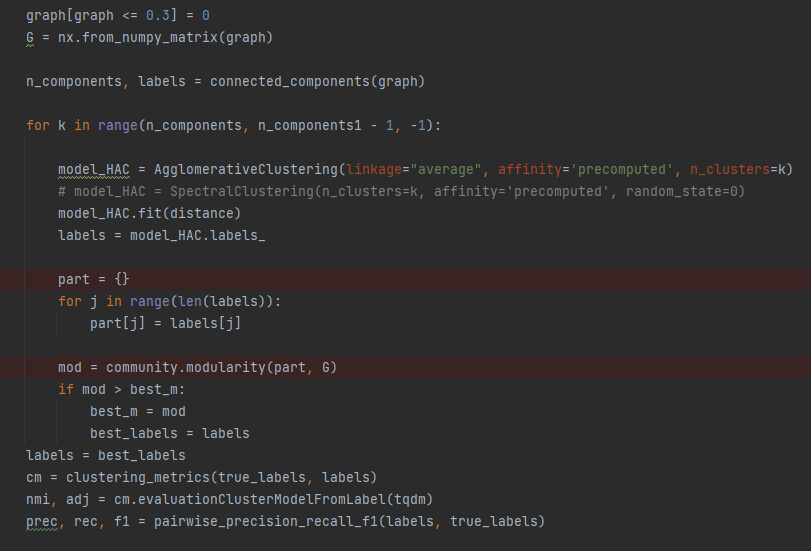 graph[graph <= 0.3] = 0
G = nx.from_numpy_matrix(graph)
n_components, labels = connected_components(graph)
for k in range(n_components, n_components1 - 1, -1):
model_HAC = AgglomerativeClustering(linkage="average", affinity='precomputed', n_clusters=k)
# model_HAC = SpectralClustering(n_clusters=k, affinity='precomputed', random_state=0)
model_HAC.fit(distance)
labels = model_HAC.labels_
part = {}
for j in range(len(labels)):
part[j] = labels[j]
mod = community.modularity(part, G)
if mod > best_m:
best_m = mod
best_labels = labels
labels = best_labels
cm = clustering_metrics(true_labels, labels)
nmi, adj = cm.evaluationClusterModelFromLabel(tqdm)
prec, rec, f1 = pairwise_precision_recall_f1(labels, true_labels)